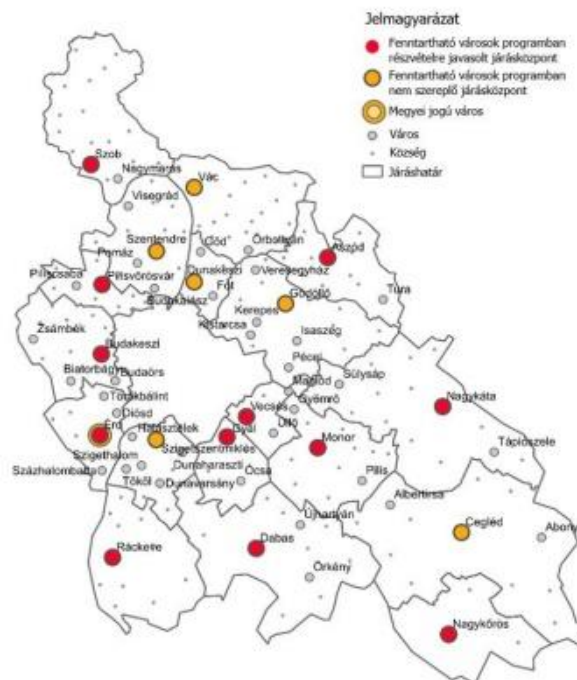 Jelmagyarázat
Fenntartható városok programban
részvételre javasolt járásközpont
Fenntartható városok programban
nem szereplő járásközpont
Megyei jogú város
Város
Község
Járáshatár
Szob
Nagymaros
Vác
Visegrád
Szentendre
Göd
Őrbottyán
Aszód
Pomáz
Piliscsaba
Pilisvörösvár
Dunakeszi
Veresegyház
Budakalász
Fót
Gödöllő
Tura
Kerepes
Kistarcsa
Zsámbék
Isaszeg
Budakeszi
Pécel
Biatorbágy
Budaörs
Maglód
Sülysáp
Törökbálint
Gyömrő
Nagykáta
Diósd
Vecsés
Érd
Halásztelek
Gyál
Üllő
Monor
Szigethalom
Szigetszentmiklós
Tápiószele
Százhalombatta
Dunaharaszti
Tököl
Dunavarsány
Ócsa
Pilis
Albertirsa
Újhartyán
Cegléd
Abony
Ráckeve
Dabas
Örkény
Nagykőrös